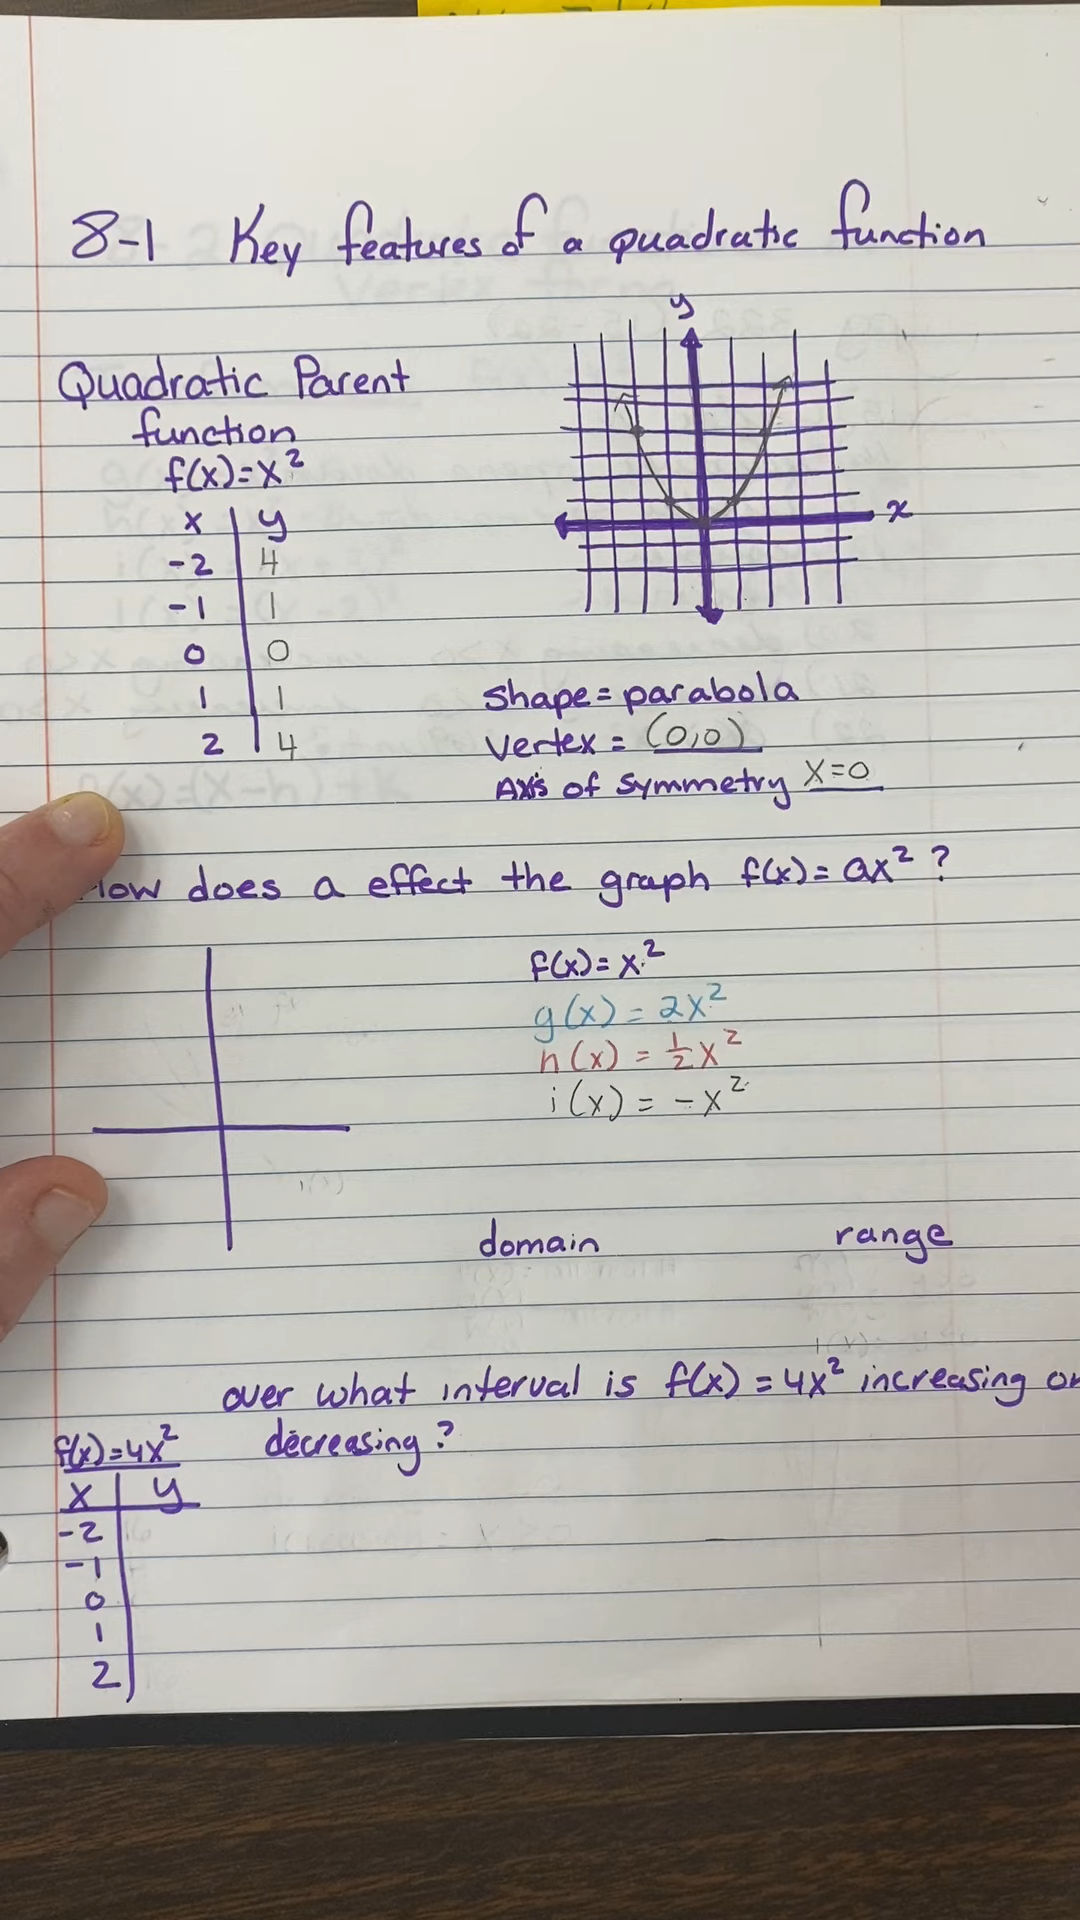 8-1 Key features of a quadratic function
y
x
Quadratic Parent
function
f(x)=x²
x | y
-2 | 4
-1 | 1
0 | 0
1 | 1
2 | 4
shape = parabola
vertex = (0,0)
Axis of symmetry x=0
How does a effect the graph f(x)= ax² ?
f(x)= x²
g(x) = 2x²
h(x) = ½x²
i(x) = -x²
domain range
over what interval is f(x) = 4x² increasing or
decreasing?
f(x)=4x²
x | y
-2
-1
0
1
2